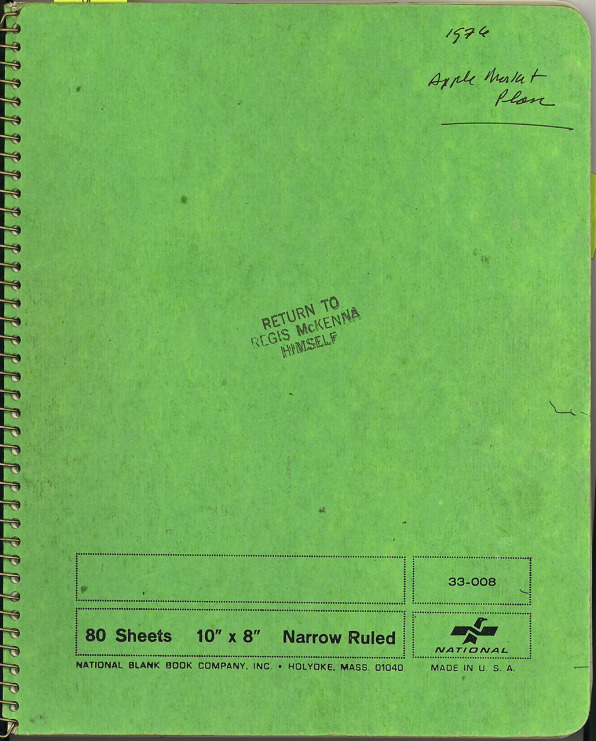 1976
Apple Market
Plan
RETURN TO
REGIS McKENNA
HIMSELF
33-008
80 Sheets 10" x 8" Narrow Ruled
NATIONAL
NATIONAL BLANK BOOK COMPANY, INC. • HOLYOKE, MASS. 01040
MADE IN U. S. A.